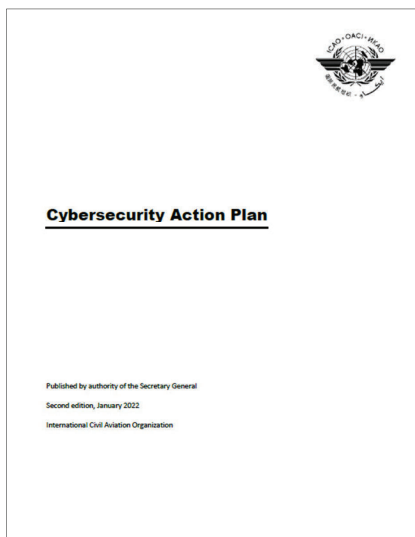 ICAO • OACI • ИКАО
Cybersecurity Action Plan
Published by authority of the Secretary General
Second edition, January 2022
International Civil Aviation Organization